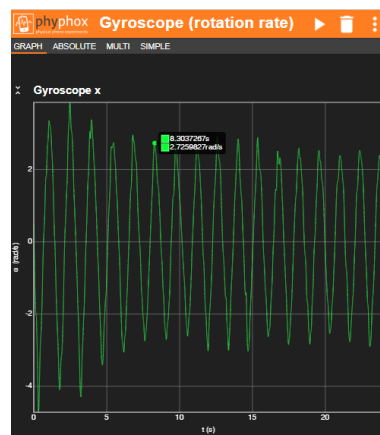 phyphox
physical phone experiments
Gyroscope (rotation rate)
GRAPH ABSOLUTE MULTI SIMPLE
Gyroscope x
8.3037267s
2.7259827rad/s
2
0
-2
-4
a (rad/s)
0 5 10 15 20
t (s)